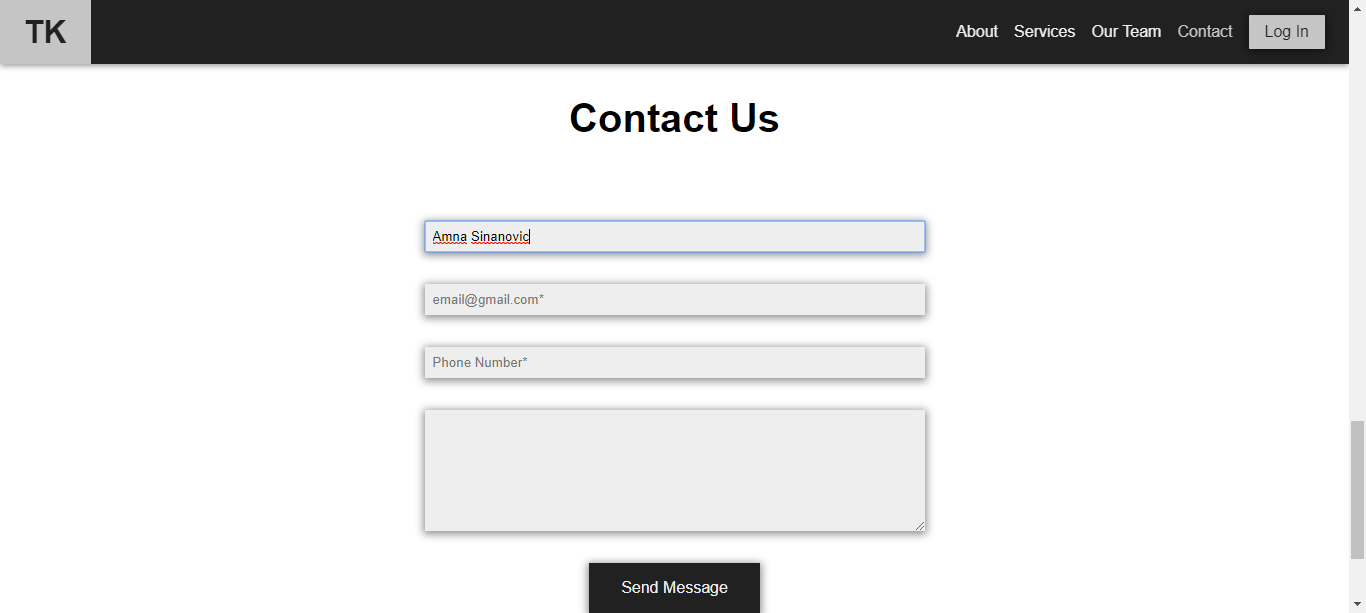 TK
About Services Our Team Contact Log In
Contact Us
Amna Sinanovic
email@gmail.com*
Phone Number*
Send Message